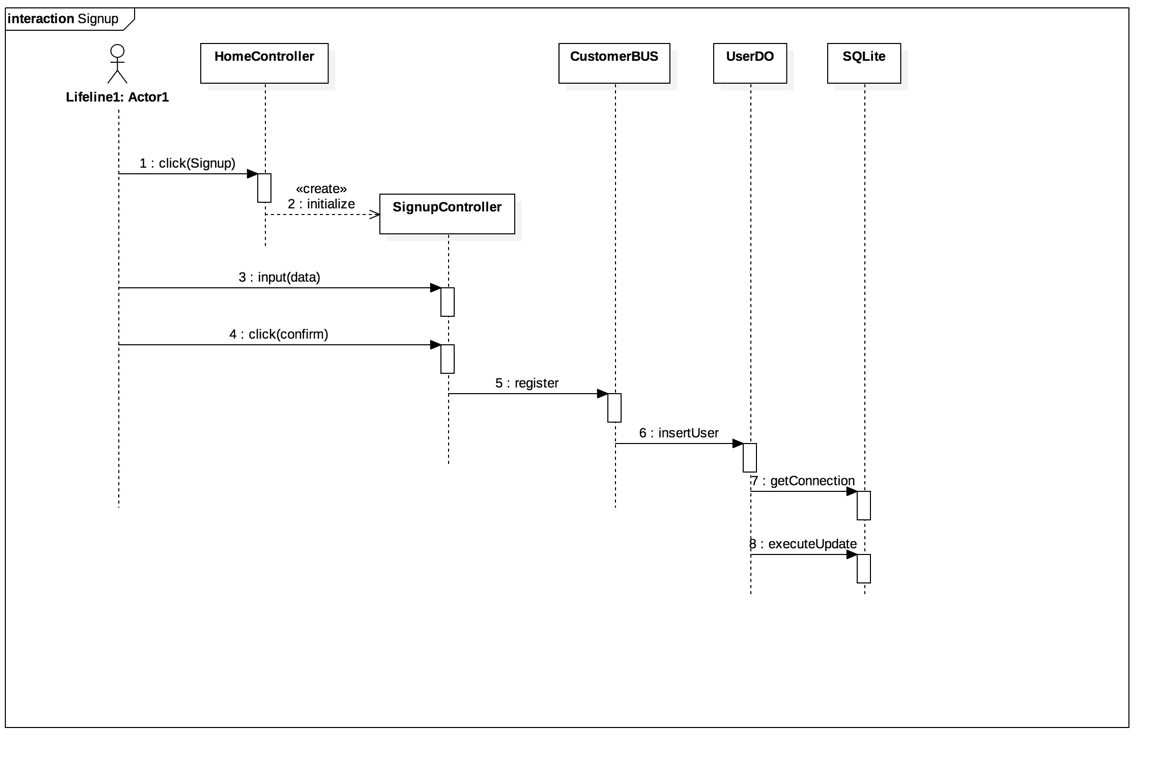 interaction Signup
HomeController
CustomerBUS
UserDO
SQLite
Lifeline1: Actor1
1 : click(Signup)
«create»
2 : initialize
SignupController
3 : input(data)
4 : click(confirm)
5 : register
6 : insertUser
7 : getConnection
8 : executeUpdate